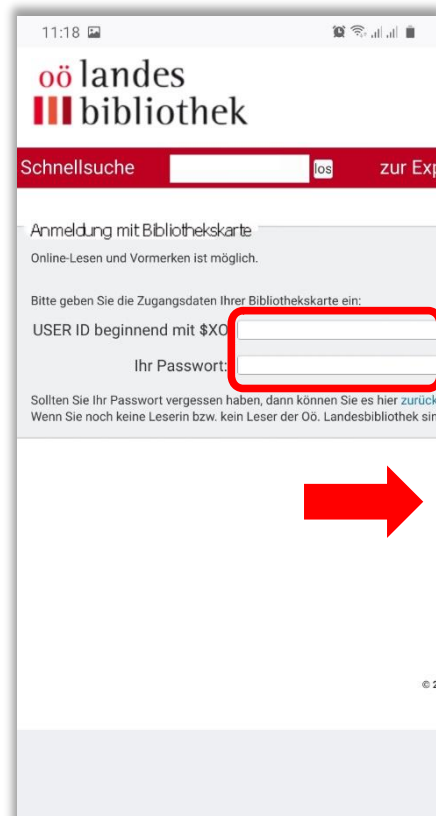 11:18
oö landes
bibliothek
Schnellsuche los zur Exp
Anmeldung mit Bibliothekskarte
Online-Lesen und Vormerken ist möglich.
Bitte geben Sie die Zugangsdaten Ihrer Bibliothekskarte ein:
USER ID beginnend mit $XO
Ihr Passwort:
Sollten Sie Ihr Passwort vergessen haben, dann können Sie es hier zurück
Wenn Sie noch keine Leserin bzw. kein Leser der Oö. Landesbibliothek sin
© 2